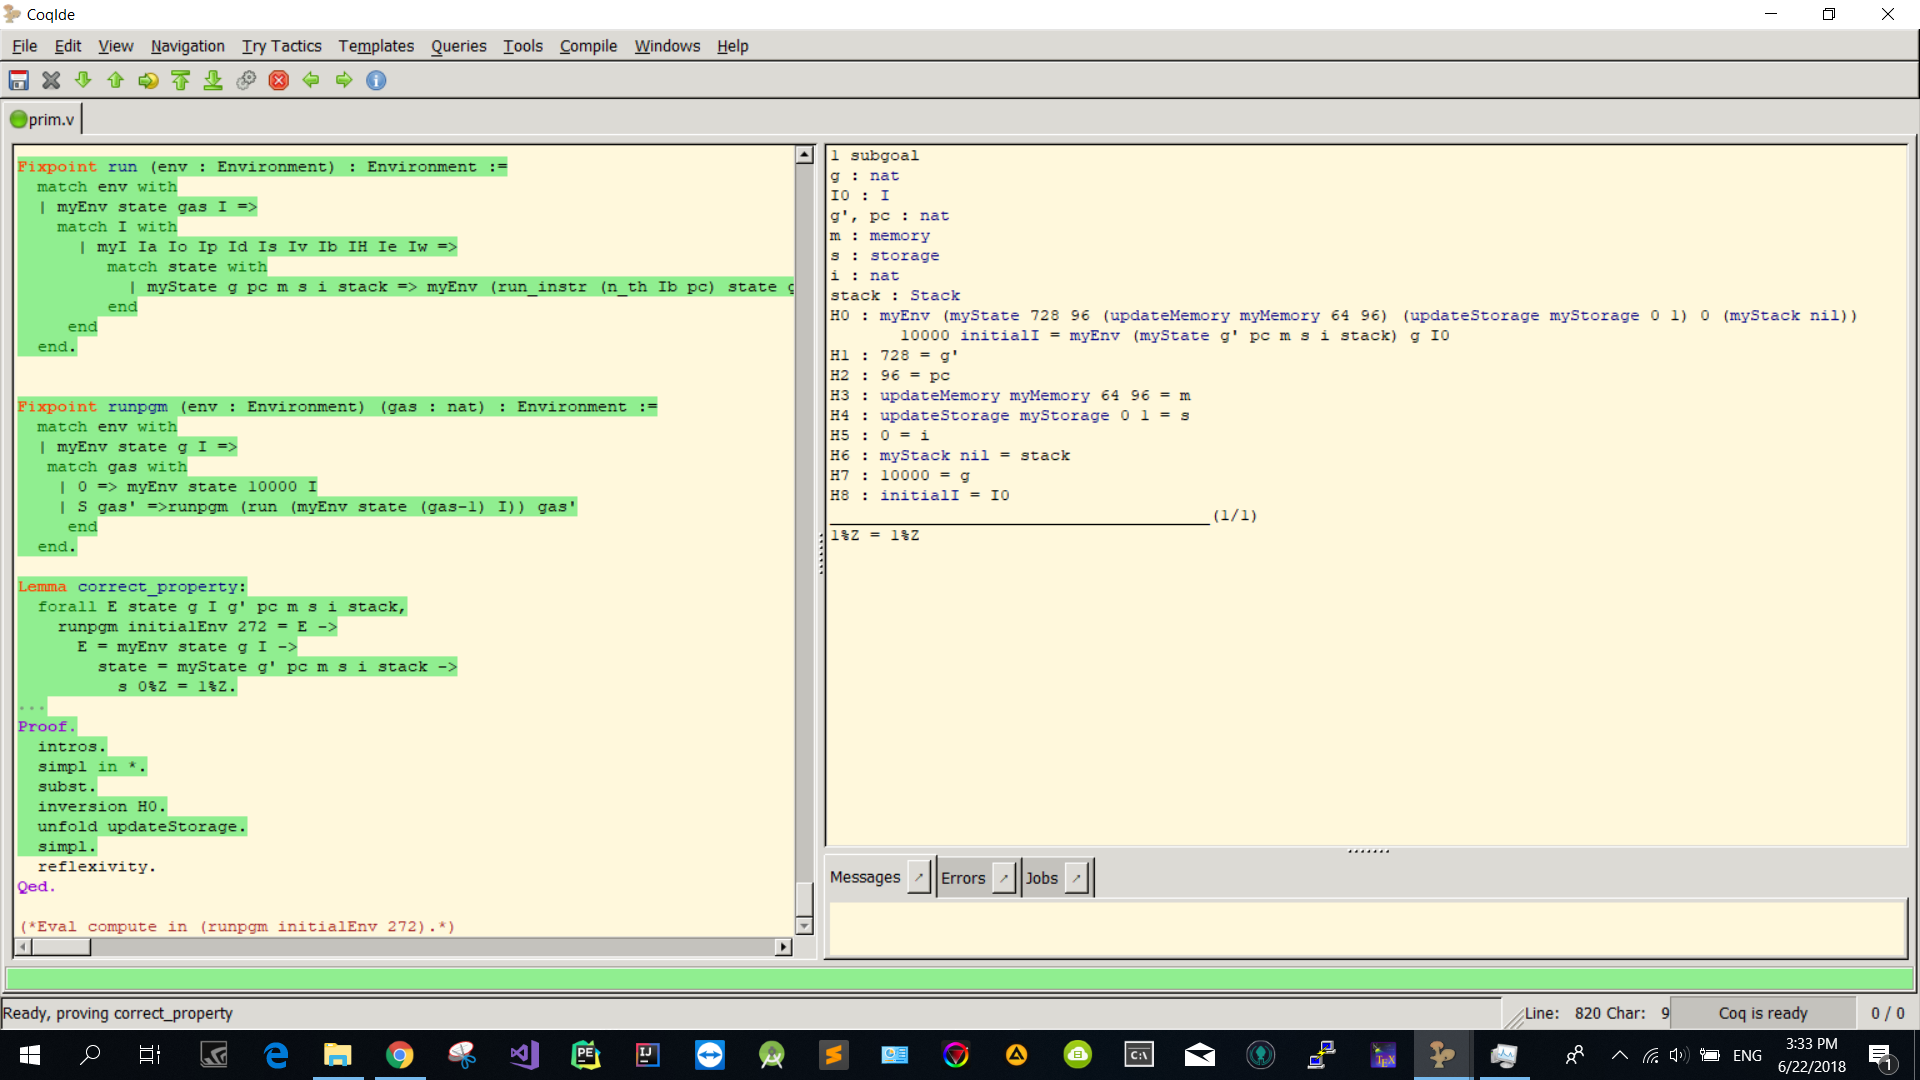 CoqIde
File Edit View Navigation Try Tactics Templates Queries Tools Compile Windows Help
prim.v
Fixpoint run (env : Environment) : Environment :=
match env with
| myEnv state gas I =>
match I with
| myI Ia Io Ip Id Is Iv Ib IH Ie Iw =>
match state with
| myState g pc m s i stack => myEnv (run_instr (n_th Ib pc) state g
end
end
end.
Fixpoint runpgm (env : Environment) (gas : nat) : Environment :=
match env with
| myEnv state g I =>
match gas with
| 0 => myEnv state 10000 I
| S gas' =>runpgm (run (myEnv state (gas-1) I)) gas'
end
end.
Lemma correct_property:
forall E state g I g' pc m s i stack,
runpgm initialEnv 272 = E ->
E = myEnv state g I ->
state = myState g' pc m s i stack ->
s 0%Z = 1%Z.
...
Proof.
intros.
simpl in *.
subst.
inversion H0.
unfold updateStorage.
simpl.
reflexivity.
Qed.
(*Eval compute in (runpgm initialEnv 272).*)
1 subgoal
g : nat
I0 : I
g', pc : nat
m : memory
s : storage
i : nat
stack : Stack
H0 : myEnv (myState 728 96 (updateMemory myMemory 64 96) (updateStorage myStorage 0 1) 0 (myStack nil))
10000 initialI = myEnv (myState g' pc m s i stack) g I0
H1 : 728 = g'
H2 : 96 = pc
H3 : updateMemory myMemory 64 96 = m
H4 : updateStorage myStorage 0 1 = s
H5 : 0 = i
H6 : myStack nil = stack
H7 : 10000 = g
H8 : initialI = I0
(1/1)
1%Z = 1%Z
Messages Errors Jobs
Ready, proving correct_property
Line: 820 Char: 9
Coq is ready
0 / 0
ENG
3:33 PM
6/22/2018
1